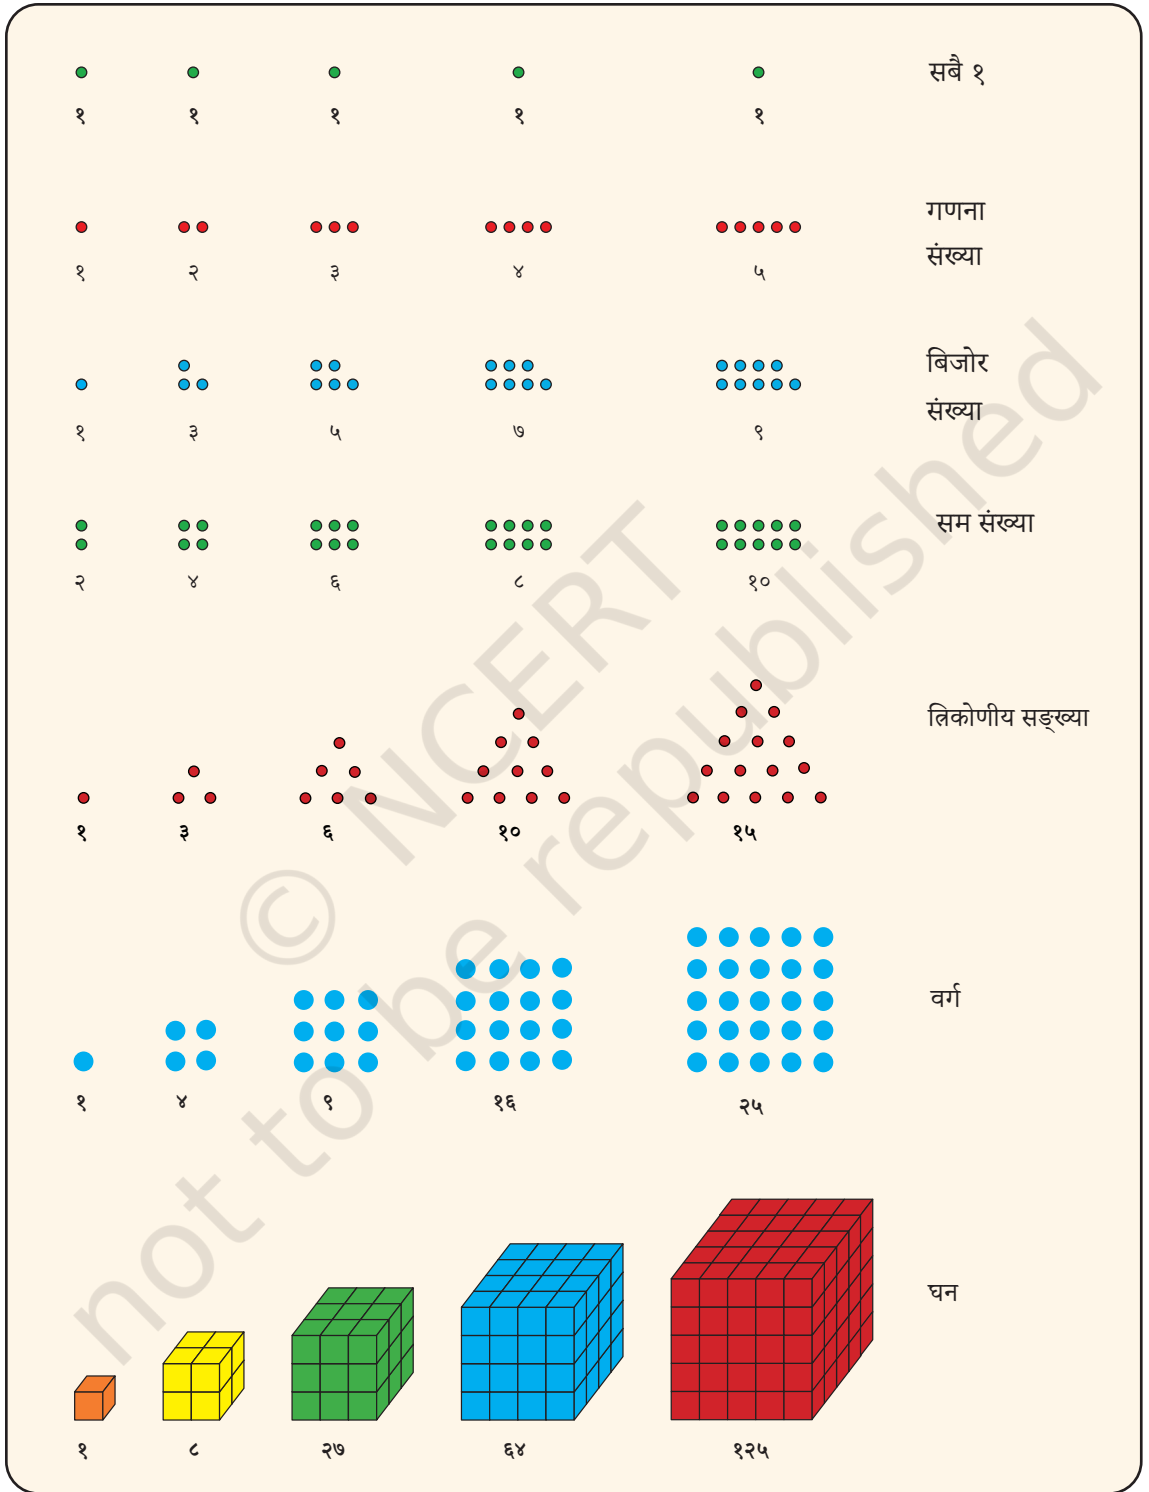 सबै १
१ १ १ १ १
गणना
संख्या
१ २ ३ ४ ५
बिजोर
संख्या
१ ३ ५ ७ ९
सम संख्या
२ ४ ६ ८ १०
त्रिकोणीय सङ्ख्या
१ ३ ६ १० १५
वर्ग
१ ४ ९ १६ २५
घन
१ ८ २७ ६४ १२५
© NCERT
not to be republished